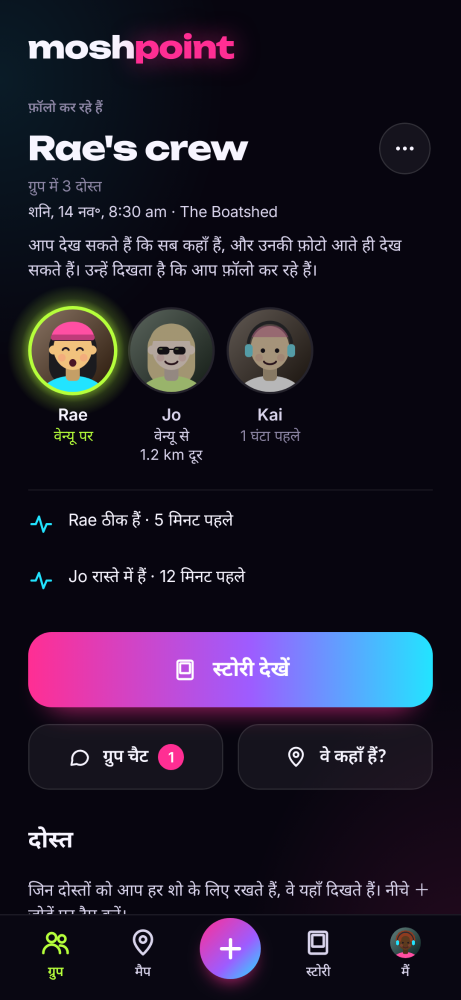 moshpoint
फ़ॉलो कर रहे हैं
Rae's crew
ग्रुप में 3 दोस्त
शनि, 14 नव॰, 8:30 am · The Boatshed
आप देख सकते हैं कि सब कहाँ हैं, और उनकी फ़ोटो आते ही देख
सकते हैं। उन्हें दिखता है कि आप फ़ॉलो कर रहे हैं।
Rae
वेन्यू पर
Jo
वेन्यू से
1.2 km दूर
Kai
1 घंटा पहले
Rae ठीक हैं · 5 मिनट पहले
Jo रास्ते में हैं · 12 मिनट पहले
स्टोरी देखें
ग्रुप चैट 1
वे कहाँ हैं?
दोस्त
जिन दोस्तों को आप हर शो के लिए रखते हैं, वे यहाँ दिखते हैं। नीचे +
ग्रुप
मैप
स्टोरी
मैं